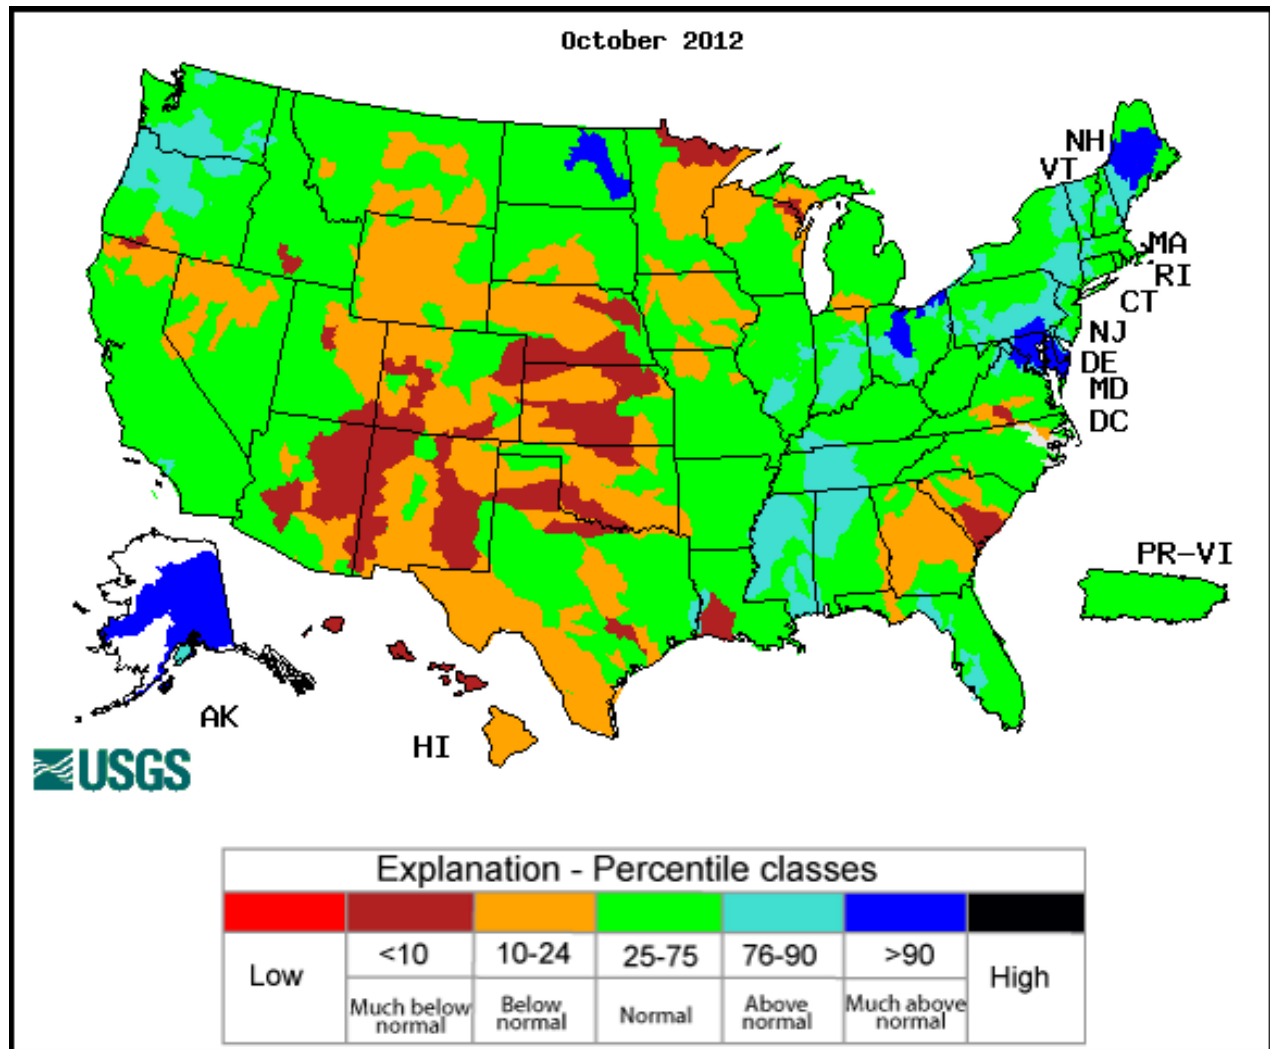 October 2012
NH
VT
MA
RI
CT
NJ
DE
MD
DC
PR-VI
AK
HI
USGS
Explanation - Percentile classes
Low
<10
10-24
25-75
76-90
>90
High
Much below
normal
Below
normal
Normal
Above
normal
Much above
normal